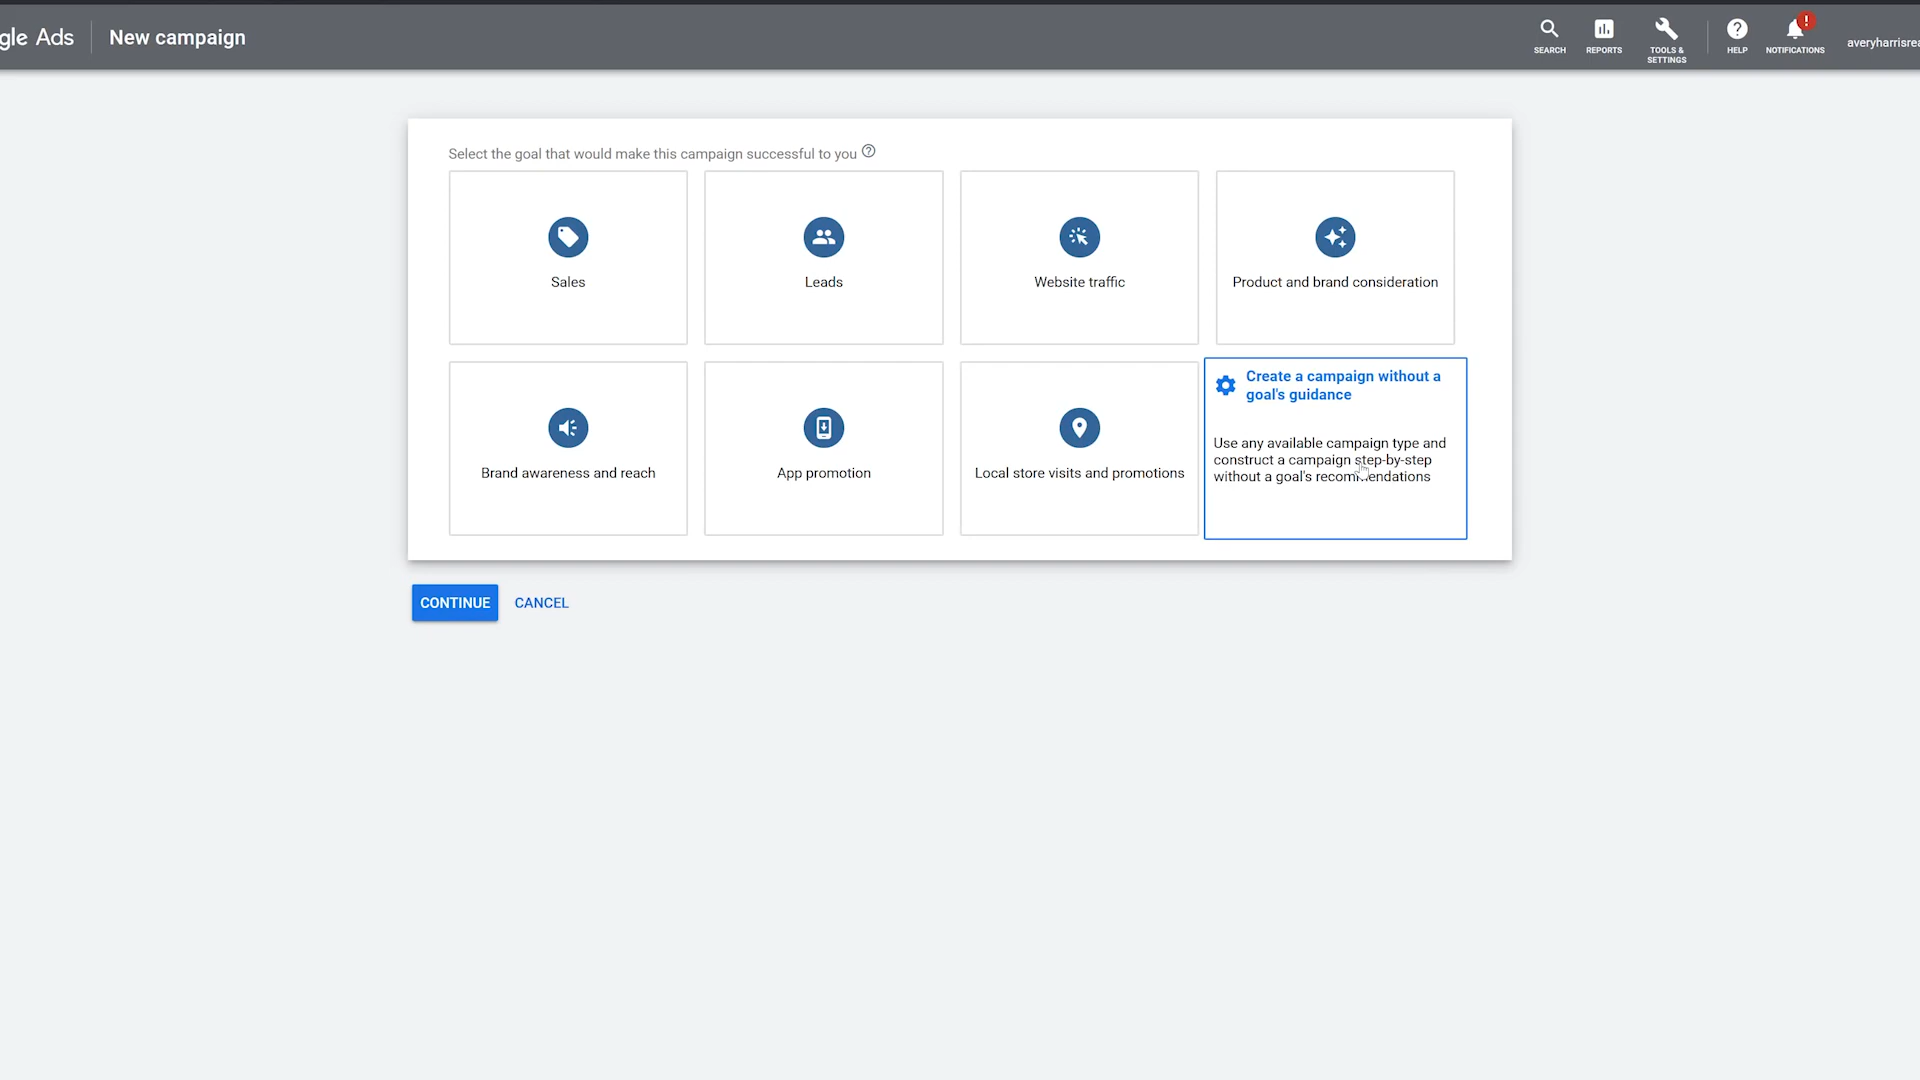 gle Ads
New campaign
SEARCH
REPORTS
TOOLS &
SETTINGS
HELP
!
NOTIFICATIONS
averyharrisrea
Select the goal that would make this campaign successful to you
Sales
Leads
Website traffic
Product and brand consideration
Brand awareness and reach
App promotion
Local store visits and promotions
Create a campaign without a
goal's guidance
Use any available campaign type and
construct a campaign step-by-step
without a goal's recommendations
CONTINUE
CANCEL